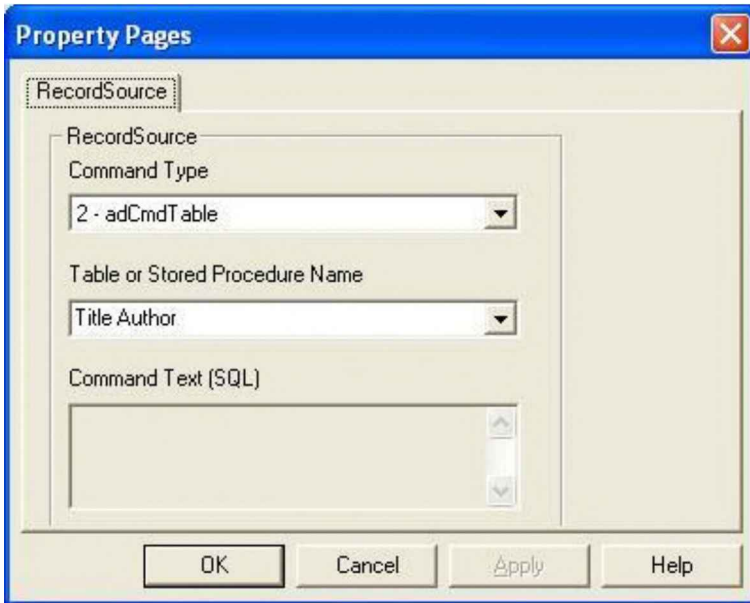 Property Pages
RecordSource
RecordSource
Command Type
2 - adCmdTable
Table or Stored Procedure Name
Title Author
Command Text (SQL)
OK Cancel Apply Help